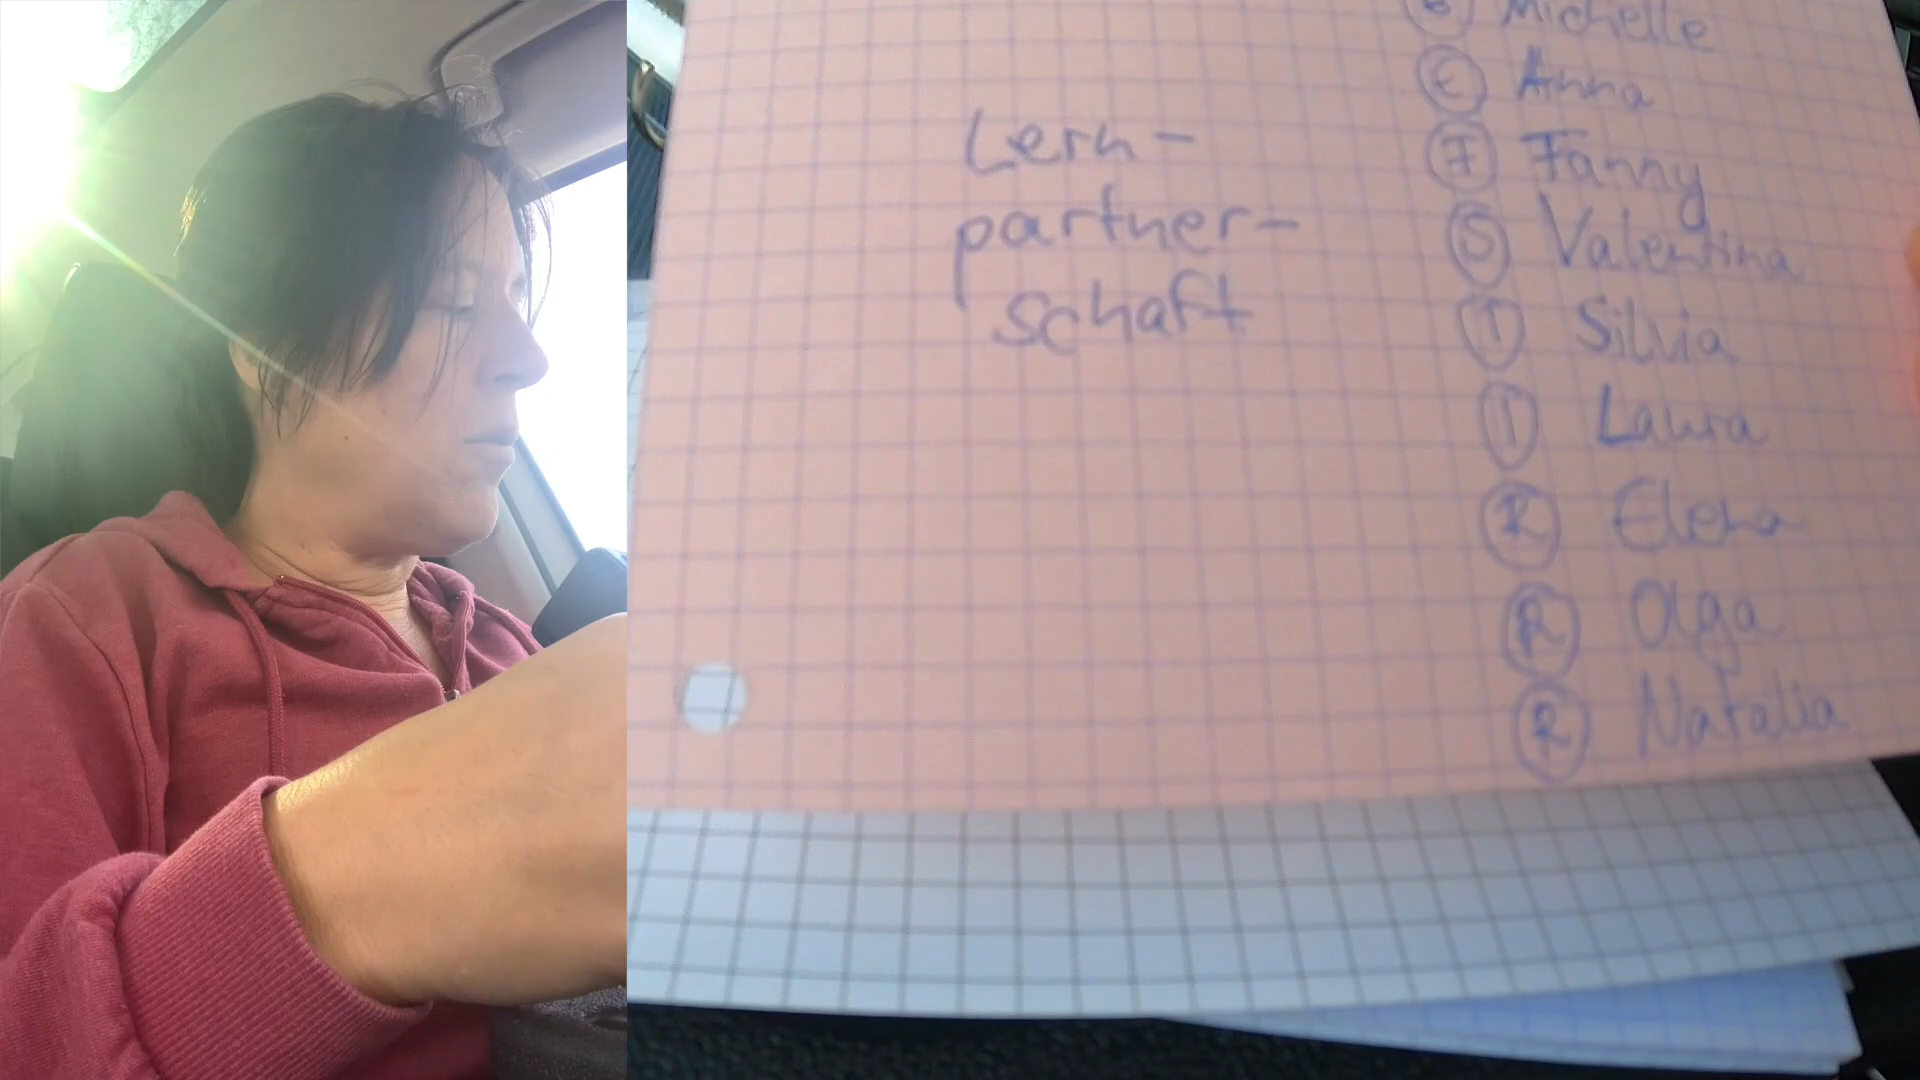 Lern-
partner-
schaft
Michelle
Ⓔ Anna
Ⓕ Fanny
Ⓢ Valentina
Ⓘ Silvia
Ⓘ Laura
Ⓡ Elena
Ⓡ Olga
Ⓡ Natalia